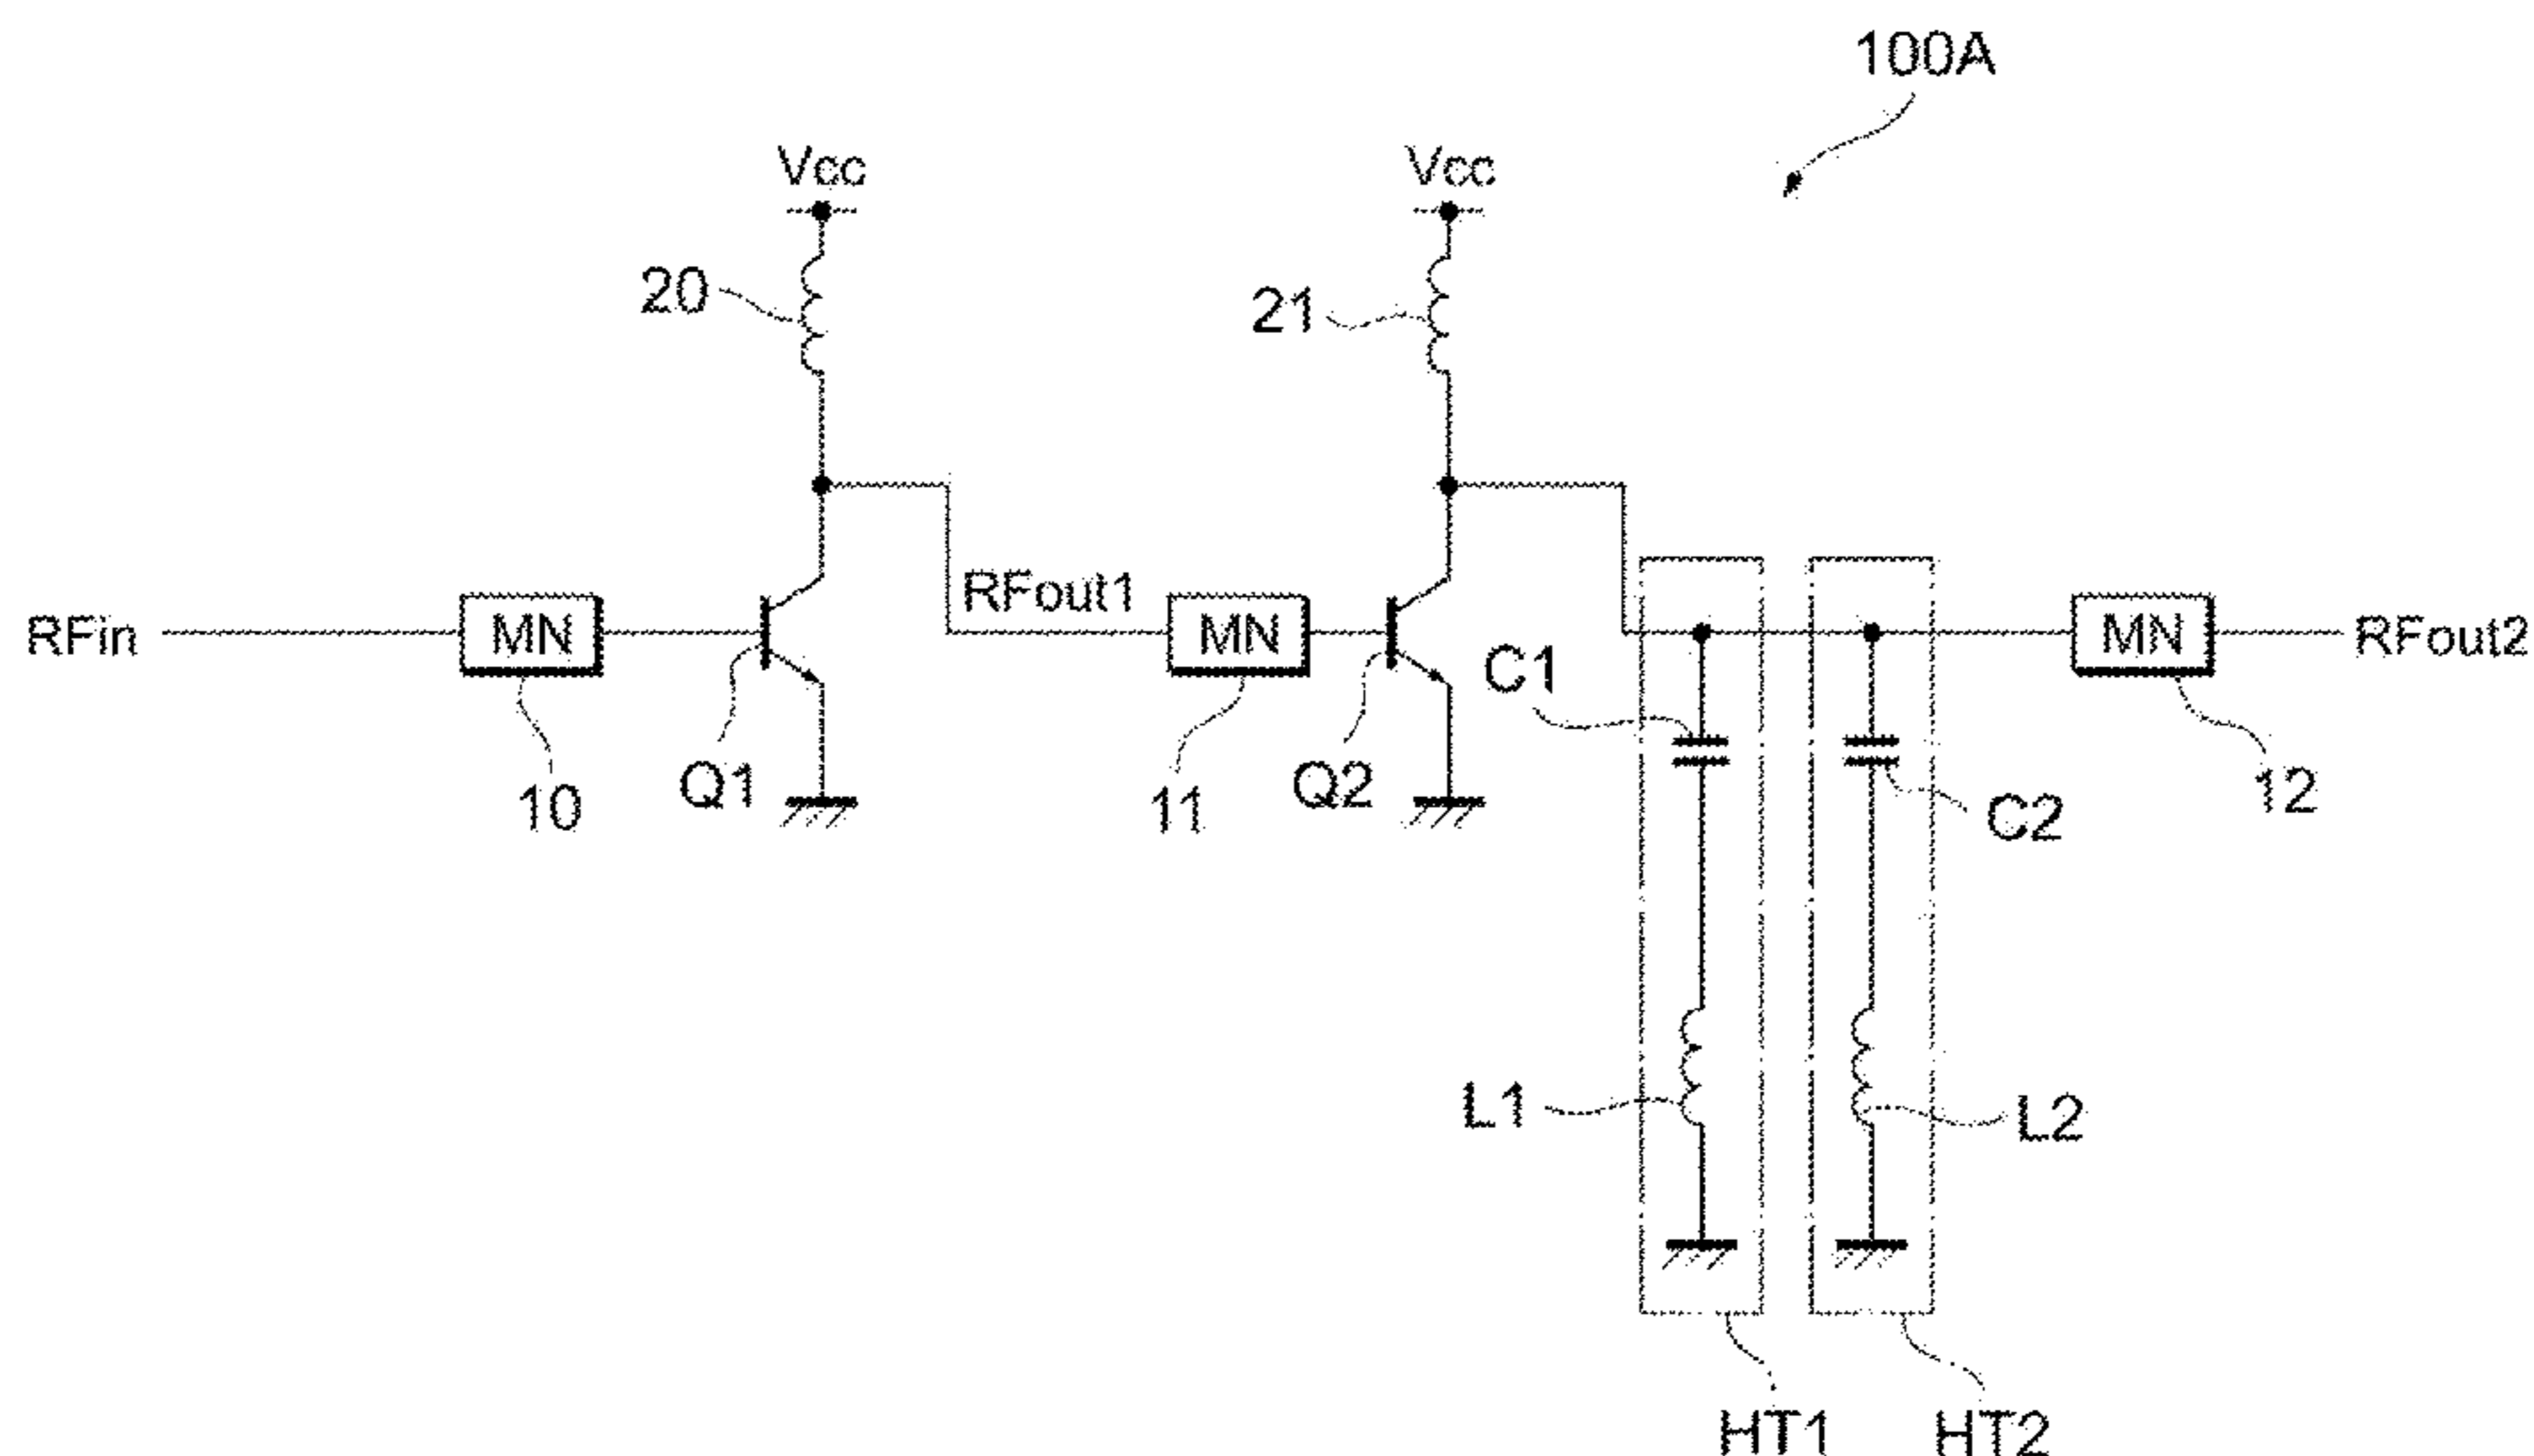 100A
Vcc
Vcc
20
21
RFin
MN
RFout1
MN
C1
MN
RFout2
10
Q1
11
Q2
C2
12
L1
L2
HT1
HT2